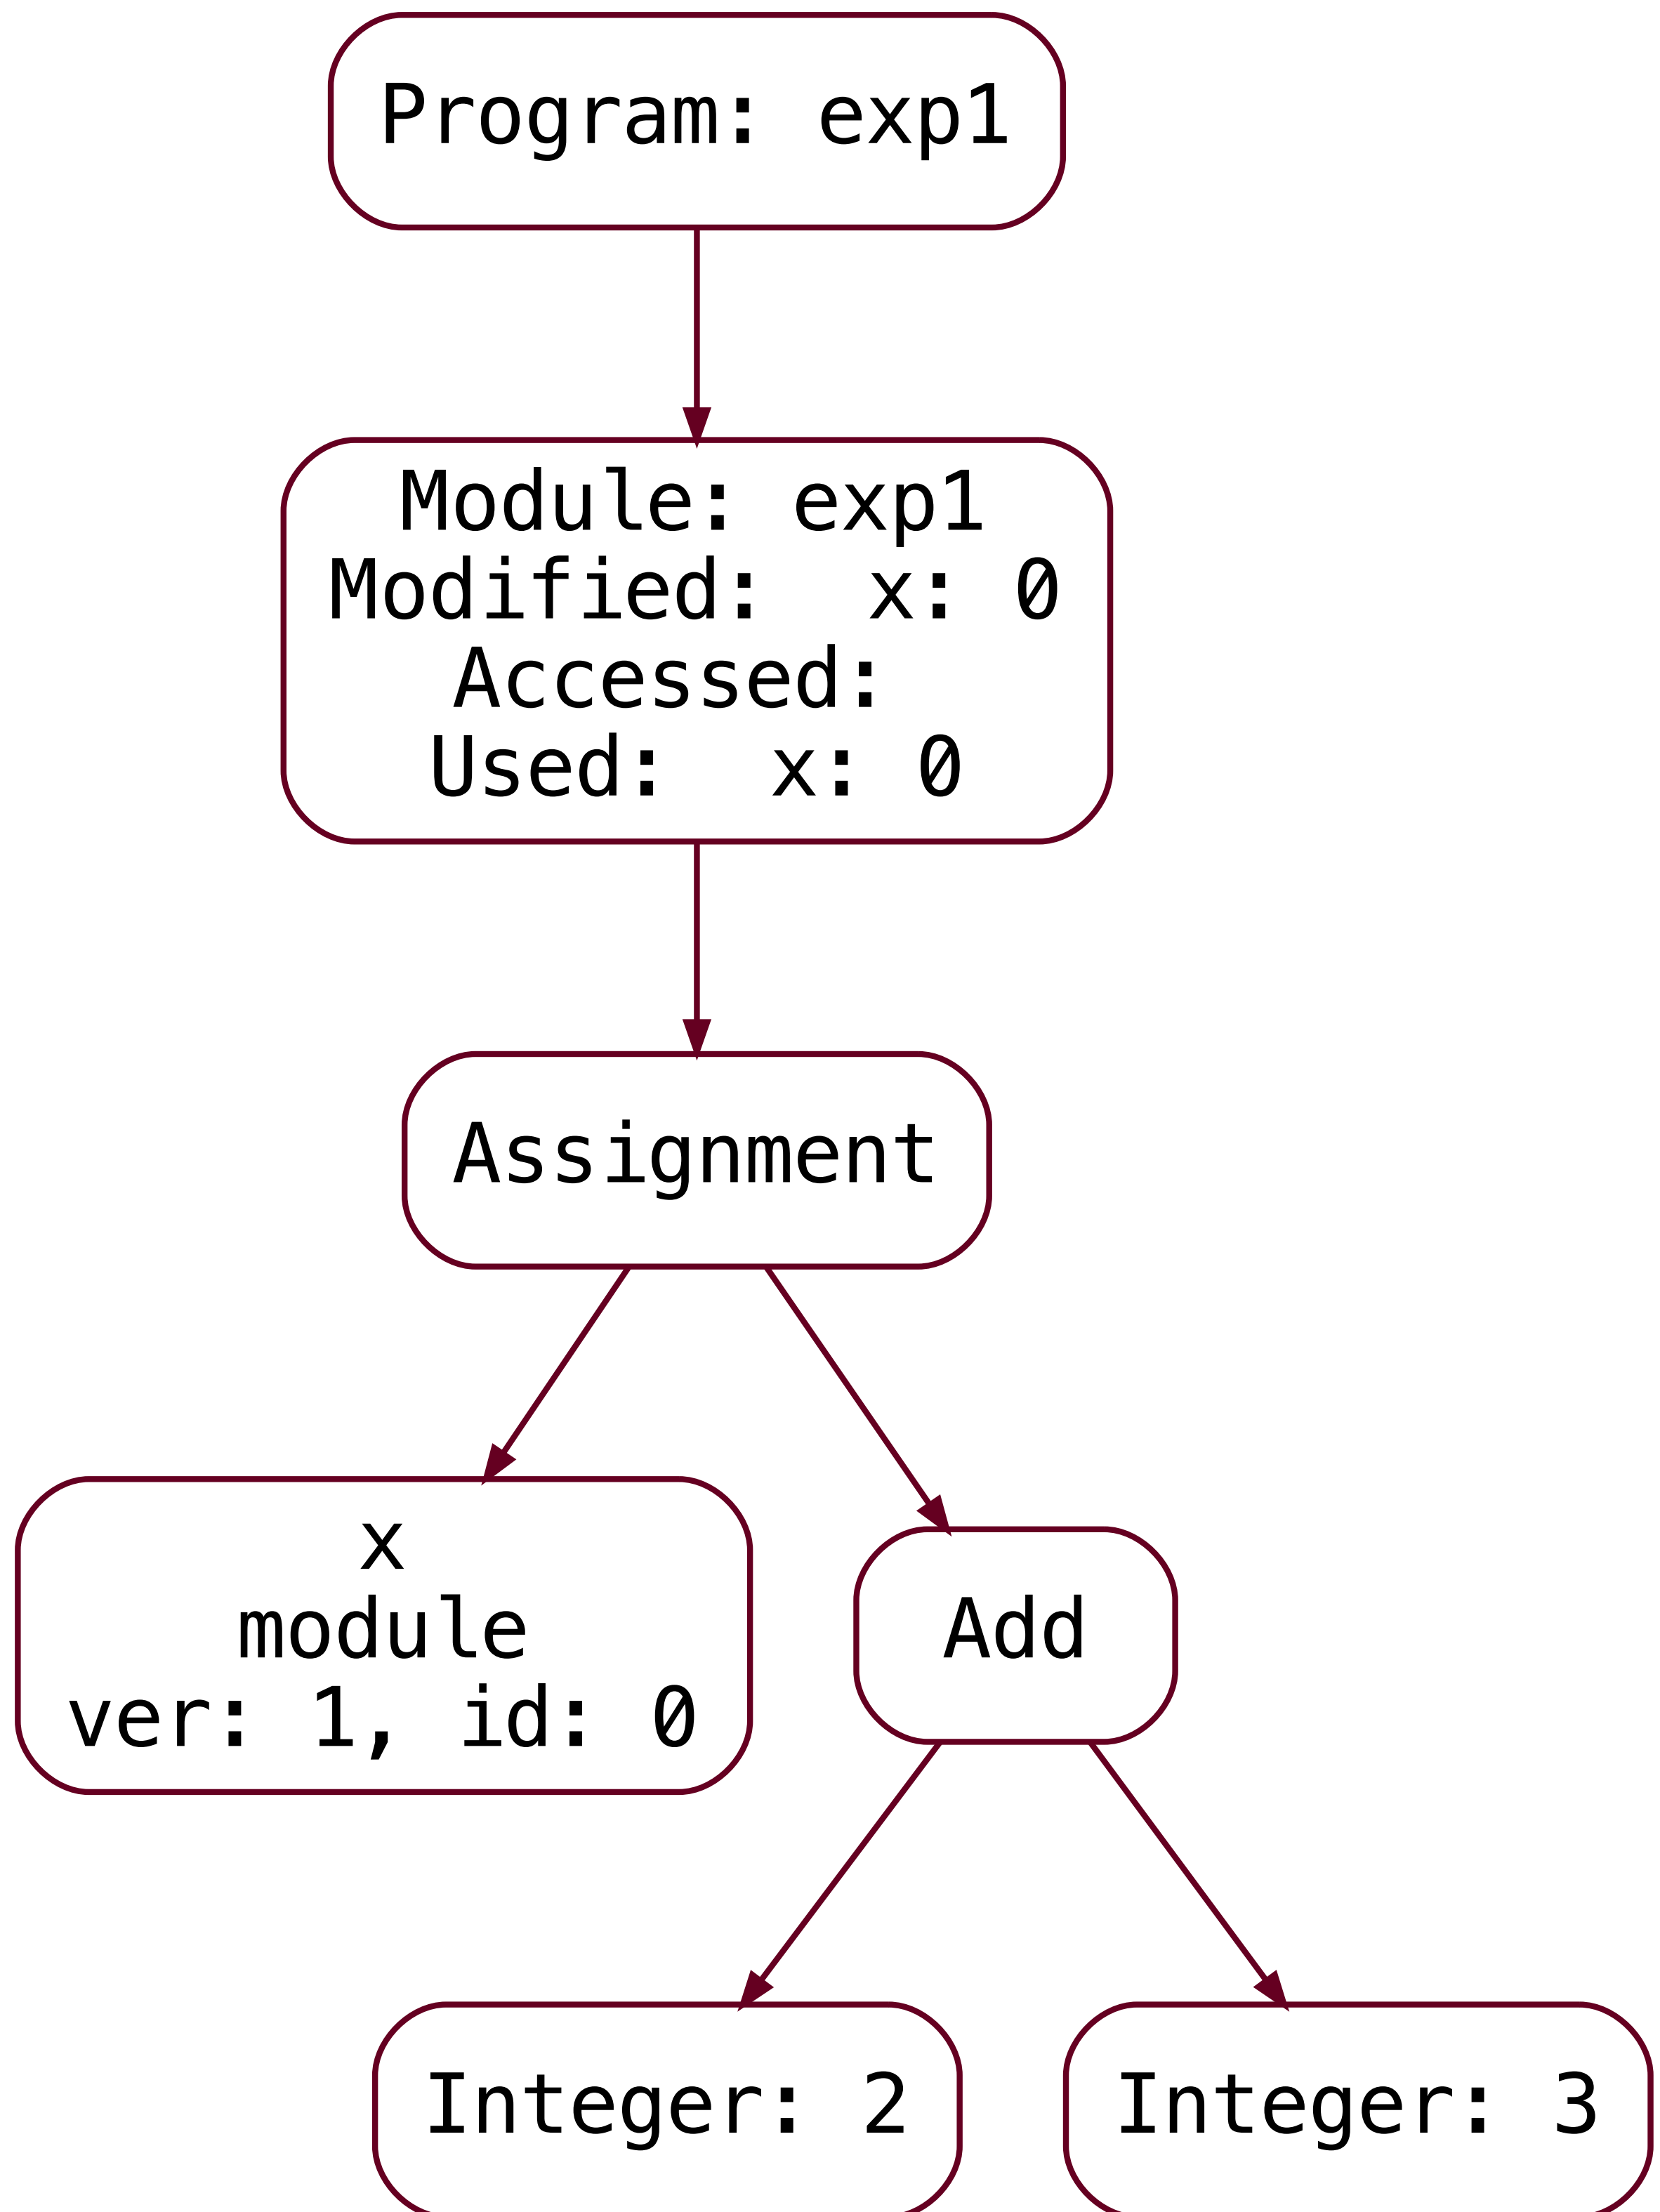 Program: exp1
Module: exp1
Modified:  x: 0
Accessed:
Used:  x: 0
Assignment
x
module
ver: 1, id: 0
Add
Integer: 2
Integer: 3